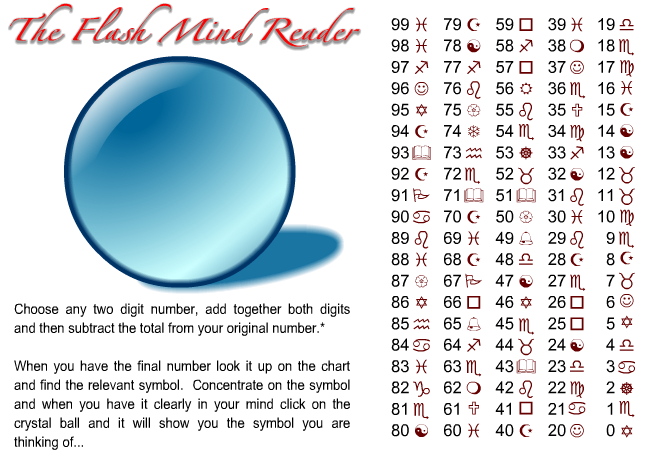 The Flash Mind Reader
Choose any two digit number, add together both digits
and then subtract the total from your original number.*
When you have the final number look it up on the chart
and find the relevant symbol. Concentrate on the symbol
and when you have it clearly in your mind click on the
crystal ball and it will show you the symbol you are
thinking of...
99 79 59 39 19
98 78 58 38 18
97 77 57 37 17
96 76 56 36 16
95 75 55 35 15
94 74 54 34 14
93 73 53 33 13
92 72 52 32 12
91 71 51 31 11
90 70 50 30 10
89 69 49 29 9
88 68 48 28 8
87 67 47 27 7
86 66 46 26 6
85 65 45 25 5
84 64 44 24 4
83 63 43 23 3
82 62 42 22 2
81 61 41 21 1
80 60 40 20 0